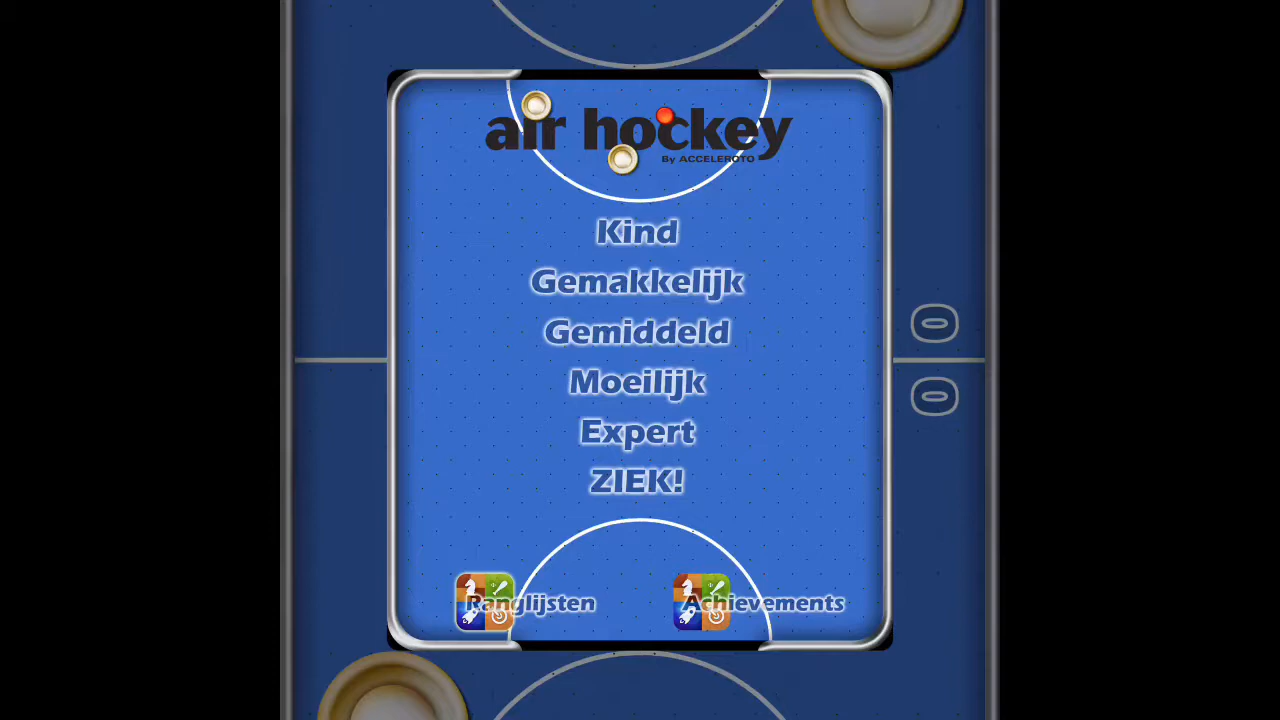 air hockey
By ACCELEROTO
Kind
Gemakkelijk
Gemiddeld
Moeilijk
Expert
ZIEK!
0
0
Ranglijsten
Achievements